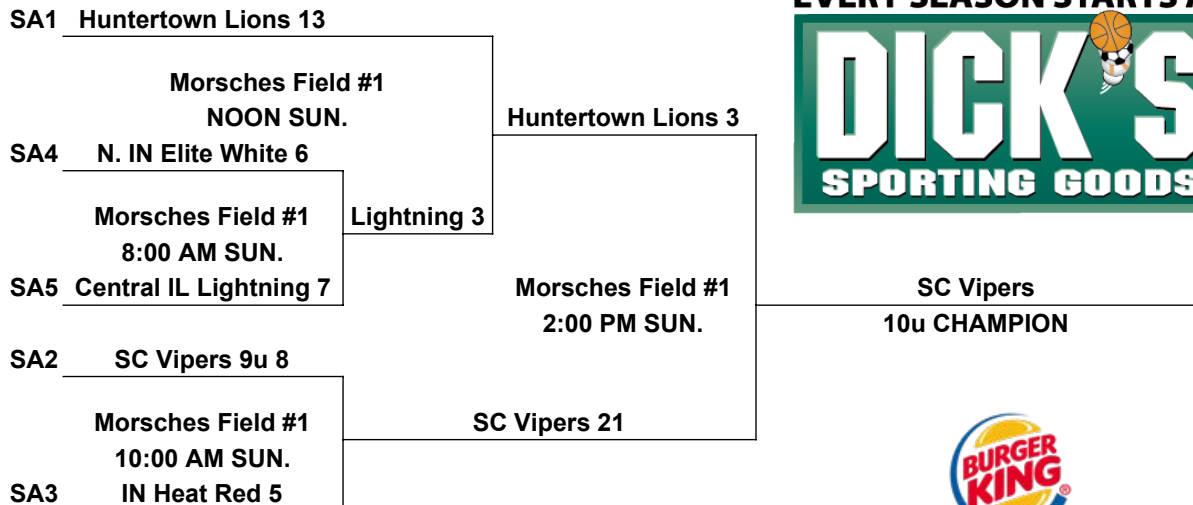 EVERY SEASON STARTS
SA1 Huntertown Lions 13
DICK'S
SPORTING GOODS
Morsches Field #1
NOON SUN.
Huntertown Lions 3
SA4 N. IN Elite White 6
Morsches Field #1
8:00 AM SUN.
Lightning 3
SA5 Central IL Lightning 7
Morsches Field #1
2:00 PM SUN.
SC Vipers
10u CHAMPION
SA2 SC Vipers 9u 8
Morsches Field #1
10:00 AM SUN.
SC Vipers 21
SA3 IN Heat Red 5
BURGER
KING
®